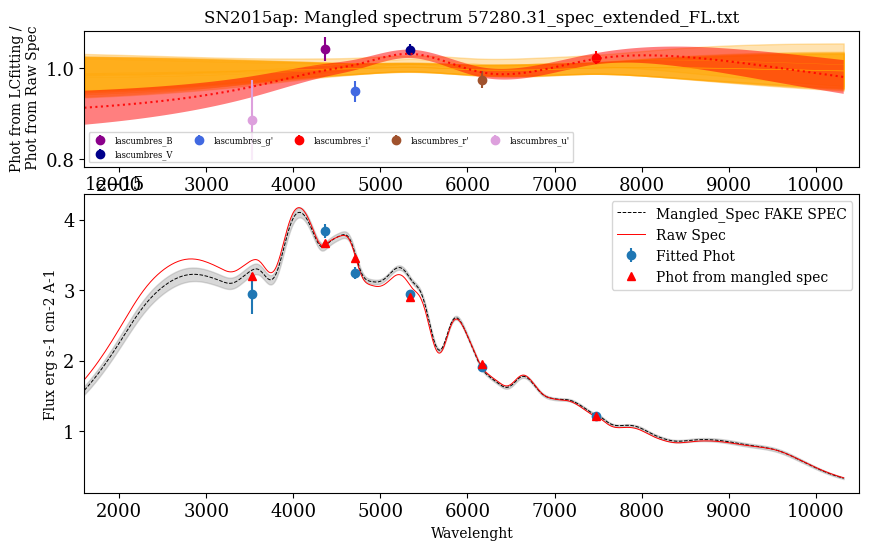 SN2015ap: Mangled spectrum 57280.31_spec_extended_FL.txt
Phot from LCfitting /
Phot from Raw Spec
1.0
0.8
lascumbres_B
lascumbres_g'
lascumbres_i'
lascumbres_r'
lascumbres_u'
lascumbres_V
2000 3000 4000 5000 6000 7000 8000 9000 10000
1e−15
Flux erg s-1 cm-2 A-1
4
3
2
1
Mangled_Spec FAKE SPEC
Raw Spec
Fitted Phot
Phot from mangled spec
2000 3000 4000 5000 6000 7000 8000 9000 10000
Wavelenght